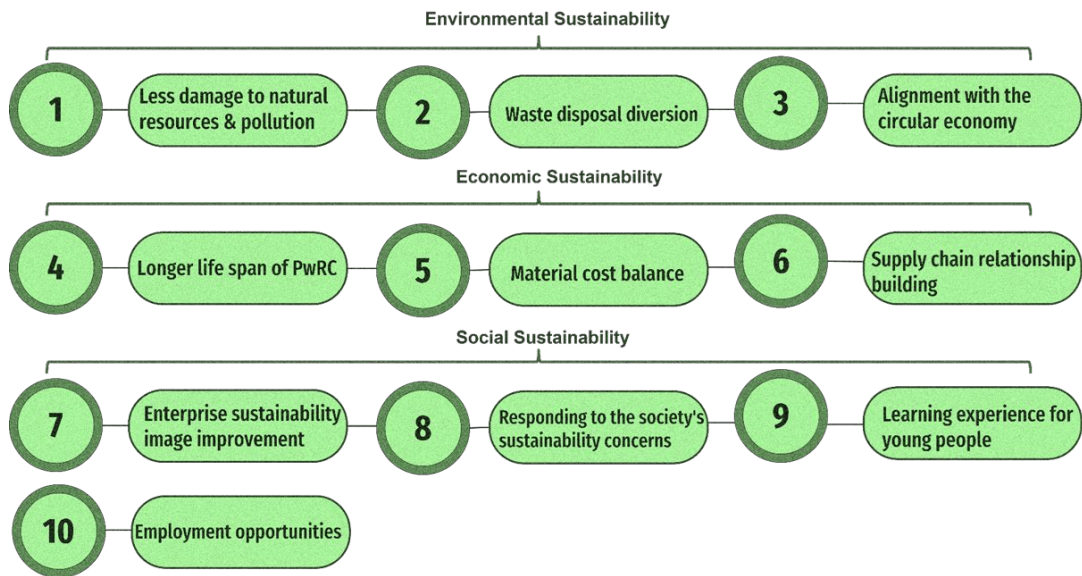 Environmental Sustainability
1
Less damage to natural
resources & pollution
2
Waste disposal diversion
3
Alignment with the
circular economy
Economic Sustainability
4
Longer life span of PwRC
5
Material cost balance
6
Supply chain relationship
building
Social Sustainability
7
Enterprise sustainability
image improvement
8
Responding to the society's
sustainability concerns
9
Learning experience for
young people
10
Employment opportunities